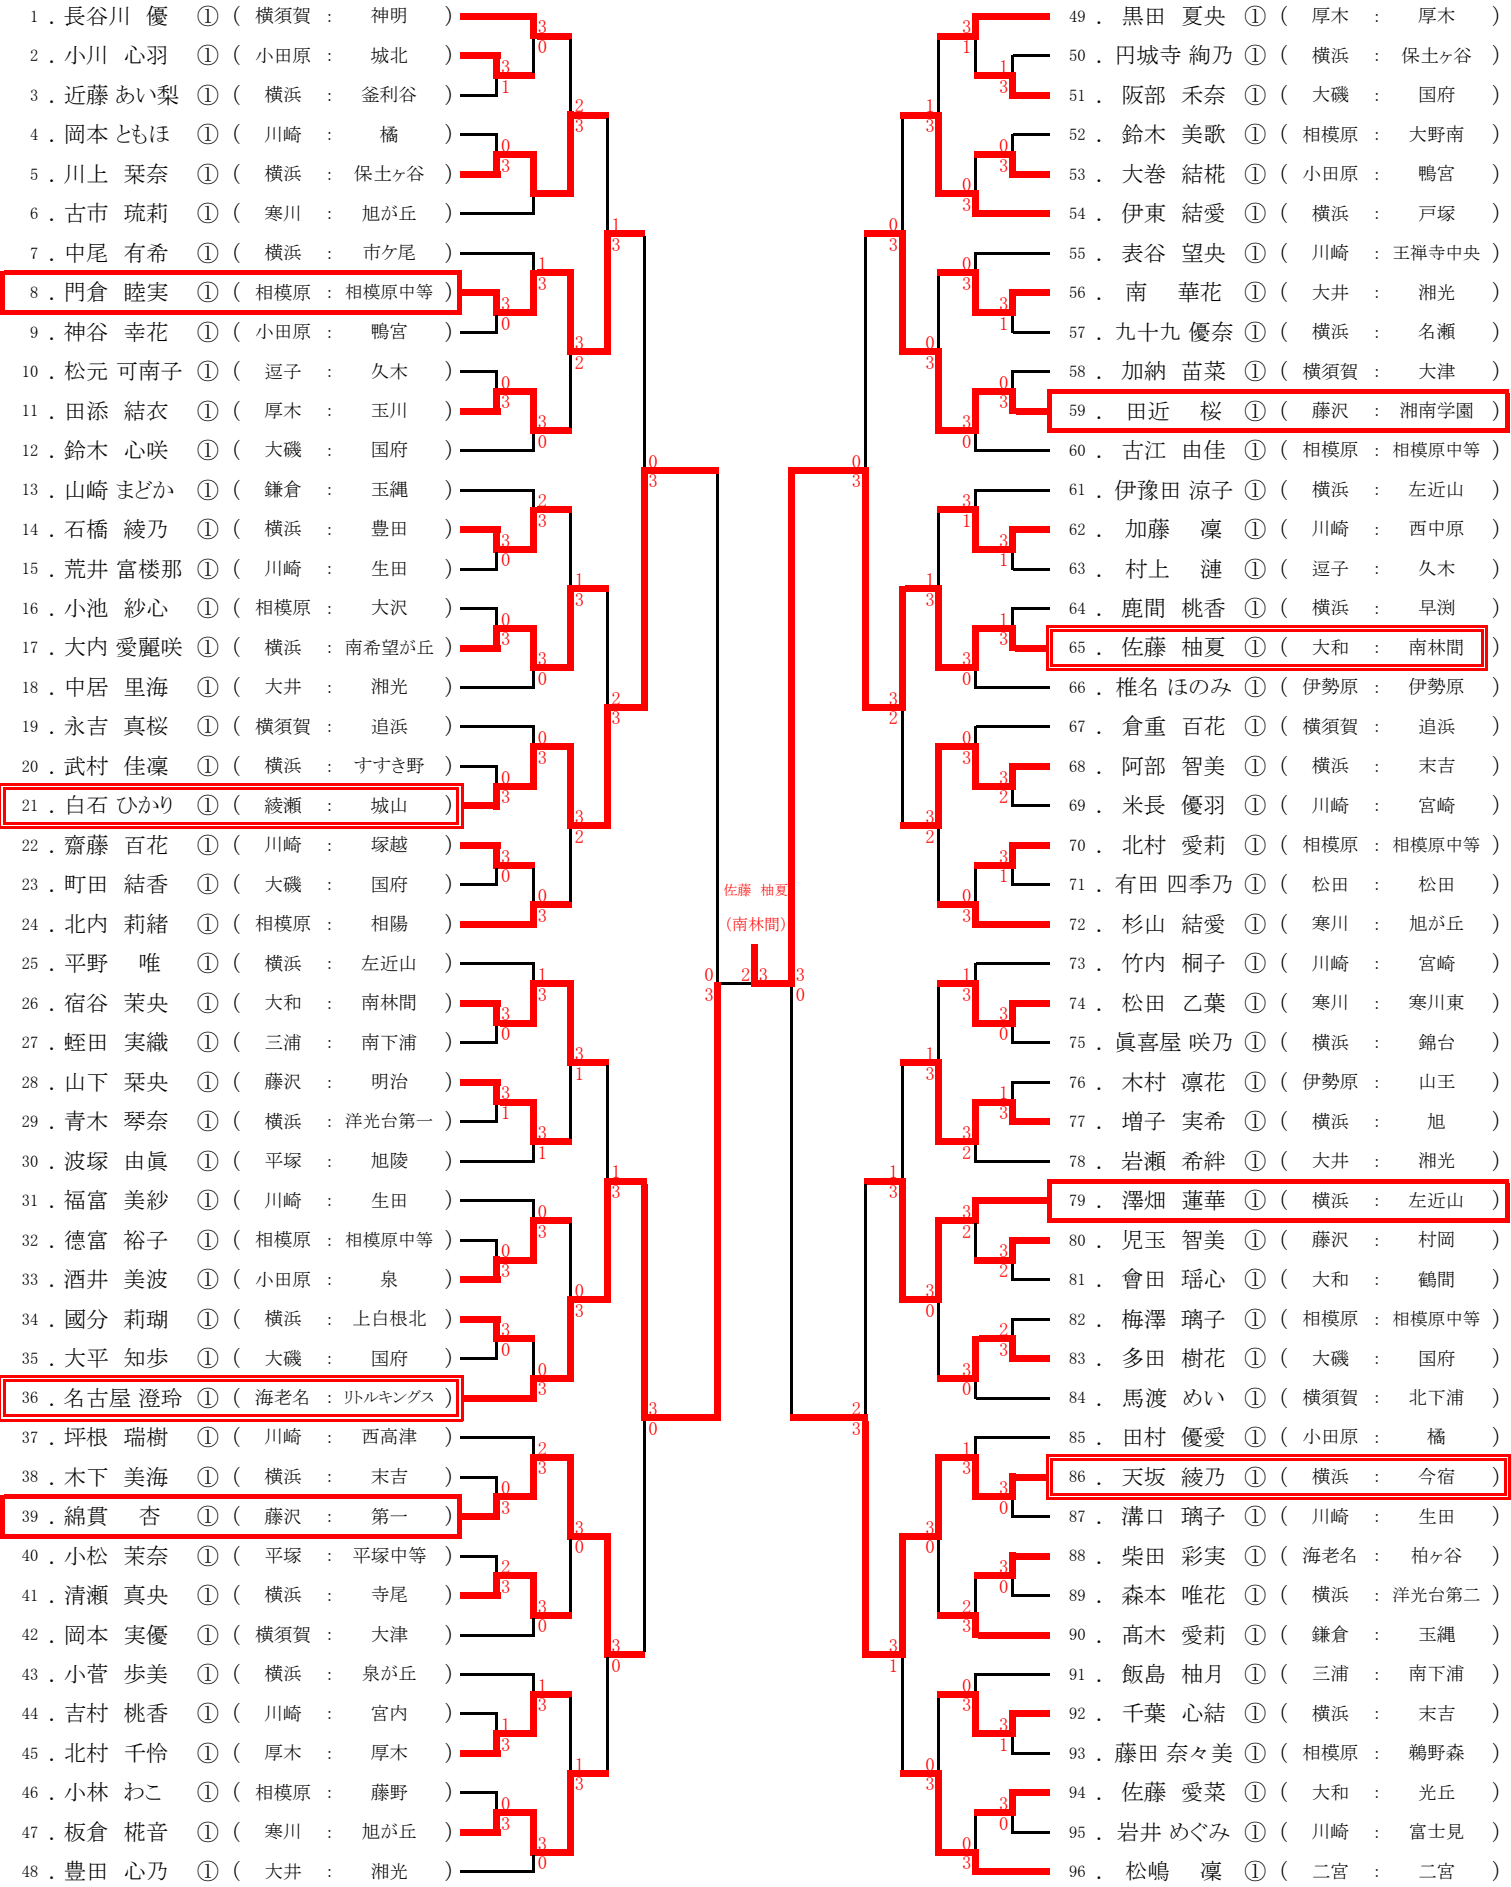 1 . 長谷川 優 ① ( 横須賀 : 神明 )
2 . 小川 心羽 ① ( 小田原 : 城北 )
3 . 近藤 あい梨 ① ( 横浜 : 釜利谷 )
4 . 岡本 ともほ ① ( 川崎 : 橘 )
5 . 川上 栞奈 ① ( 横浜 : 保土ヶ谷 )
6 . 古市 琉莉 ① ( 寒川 : 旭が丘 )
7 . 中尾 有希 ① ( 横浜 : 市ケ尾 )
8 . 門倉 睦実 ① ( 相模原 : 相模原中等 )
9 . 神谷 幸花 ① ( 小田原 : 鴨宮 )
10 . 松元 可南子 ① ( 逗子 : 久木 )
11 . 田添 結衣 ① ( 厚木 : 玉川 )
12 . 鈴木 心咲 ① ( 大磯 : 国府 )
13 . 山崎 まどか ① ( 鎌倉 : 玉縄 )
14 . 石橋 綾乃 ① ( 横浜 : 豊田 )
15 . 荒井 富楼那 ① ( 川崎 : 生田 )
16 . 小池 紗心 ① ( 相模原 : 大沢 )
17 . 大内 愛麗咲 ① ( 横浜 : 南希望が丘 )
18 . 中居 里海 ① ( 大井 : 湘光 )
19 . 永吉 真桜 ① ( 横須賀 : 追浜 )
20 . 武村 佳凜 ① ( 横浜 : すすき野 )
21 . 白石 ひかり ① ( 綾瀬 : 城山 )
22 . 齋藤 百花 ① ( 川崎 : 塚越 )
23 . 町田 結香 ① ( 大磯 : 国府 )
24 . 北内 莉緒 ① ( 相模原 : 相陽 )
25 . 平野 唯 ① ( 横浜 : 左近山 )
26 . 宿谷 茉央 ① ( 大和 : 南林間 )
27 . 蛭田 実織 ① ( 三浦 : 南下浦 )
28 . 山下 栞央 ① ( 藤沢 : 明治 )
29 . 青木 琴奈 ① ( 横浜 : 洋光台第一 )
30 . 波塚 由眞 ① ( 平塚 : 旭陵 )
31 . 福富 美紗 ① ( 川崎 : 生田 )
32 . 德富 裕子 ① ( 相模原 : 相模原中等 )
33 . 酒井 美波 ① ( 小田原 : 泉 )
34 . 國分 莉瑚 ① ( 横浜 : 上白根北 )
35 . 大平 知歩 ① ( 大磯 : 国府 )
36 . 名古屋 澄玲 ① ( 海老名 : リトルキングス )
37 . 坪根 瑞樹 ① ( 川崎 : 西高津 )
38 . 木下 美海 ① ( 横浜 : 末吉 )
39 . 綿貫 杏 ① ( 藤沢 : 第一 )
40 . 小松 茉奈 ① ( 平塚 : 平塚中等 )
41 . 清瀬 真央 ① ( 横浜 : 寺尾 )
42 . 岡本 実優 ① ( 横須賀 : 大津 )
43 . 小菅 歩美 ① ( 横浜 : 泉が丘 )
44 . 吉村 桃香 ① ( 川崎 : 宮内 )
45 . 北村 千怜 ① ( 厚木 : 厚木 )
46 . 小林 わこ ① ( 相模原 : 藤野 )
47 . 板倉 椛音 ① ( 寒川 : 旭が丘 )
48 . 豊田 心乃 ① ( 大井 : 湘光 )
佐藤 柚夏
(南林間)
0 3 2 3 3 0
49 . 黒田 夏央 ① ( 厚木 : 厚木 )
50 . 円城寺 絢乃 ① ( 横浜 : 保土ヶ谷 )
51 . 阪部 禾奈 ① ( 大磯 : 国府 )
52 . 鈴木 美歌 ① ( 相模原 : 大野南 )
53 . 大巻 結椛 ① ( 小田原 : 鴨宮 )
54 . 伊東 結愛 ① ( 横浜 : 戸塚 )
55 . 表谷 望央 ① ( 川崎 : 王禅寺中央 )
56 . 南 華花 ① ( 大井 : 湘光 )
57 . 九十九 優奈 ① ( 横浜 : 名瀬 )
58 . 加納 苗菜 ① ( 横須賀 : 大津 )
59 . 田近 桜 ① ( 藤沢 : 湘南学園 )
60 . 古江 由佳 ① ( 相模原 : 相模原中等 )
61 . 伊豫田 涼子 ① ( 横浜 : 左近山 )
62 . 加藤 凜 ① ( 川崎 : 西中原 )
63 . 村上 漣 ① ( 逗子 : 久木 )
64 . 鹿間 桃香 ① ( 横浜 : 早渕 )
65 . 佐藤 柚夏 ① ( 大和 : 南林間 )
66 . 椎名 ほのみ ① ( 伊勢原 : 伊勢原 )
67 . 倉重 百花 ① ( 横須賀 : 追浜 )
68 . 阿部 智美 ① ( 横浜 : 末吉 )
69 . 米長 優羽 ① ( 川崎 : 宮崎 )
70 . 北村 愛莉 ① ( 相模原 : 相模原中等 )
71 . 有田 四季乃 ① ( 松田 : 松田 )
72 . 杉山 結愛 ① ( 寒川 : 旭が丘 )
73 . 竹内 桐子 ① ( 川崎 : 宮崎 )
74 . 松田 乙葉 ① ( 寒川 : 寒川東 )
75 . 眞喜屋 咲乃 ① ( 横浜 : 錦台 )
76 . 木村 凛花 ① ( 伊勢原 : 山王 )
77 . 増子 実希 ① ( 横浜 : 旭 )
78 . 岩瀬 希絆 ① ( 大井 : 湘光 )
79 . 澤畑 蓮華 ① ( 横浜 : 左近山 )
80 . 児玉 智美 ① ( 藤沢 : 村岡 )
81 . 會田 瑶心 ① ( 大和 : 鶴間 )
82 . 梅澤 璃子 ① ( 相模原 : 相模原中等 )
83 . 多田 樹花 ① ( 大磯 : 国府 )
84 . 馬渡 めい ① ( 横須賀 : 北下浦 )
85 . 田村 優愛 ① ( 小田原 : 橘 )
86 . 天坂 綾乃 ① ( 横浜 : 今宿 )
87 . 溝口 璃子 ① ( 川崎 : 生田 )
88 . 柴田 彩実 ① ( 海老名 : 柏ヶ谷 )
89 . 森本 唯花 ① ( 横浜 : 洋光台第二 )
90 . 髙木 愛莉 ① ( 鎌倉 : 玉縄 )
91 . 飯島 柚月 ① ( 三浦 : 南下浦 )
92 . 千葉 心結 ① ( 横浜 : 末吉 )
93 . 藤田 奈々美 ① ( 相模原 : 鵜野森 )
94 . 佐藤 愛菜 ① ( 大和 : 光丘 )
95 . 岩井 めぐみ ① ( 川崎 : 富士見 )
96 . 松嶋 凜 ① ( 二宮 : 二宮 )